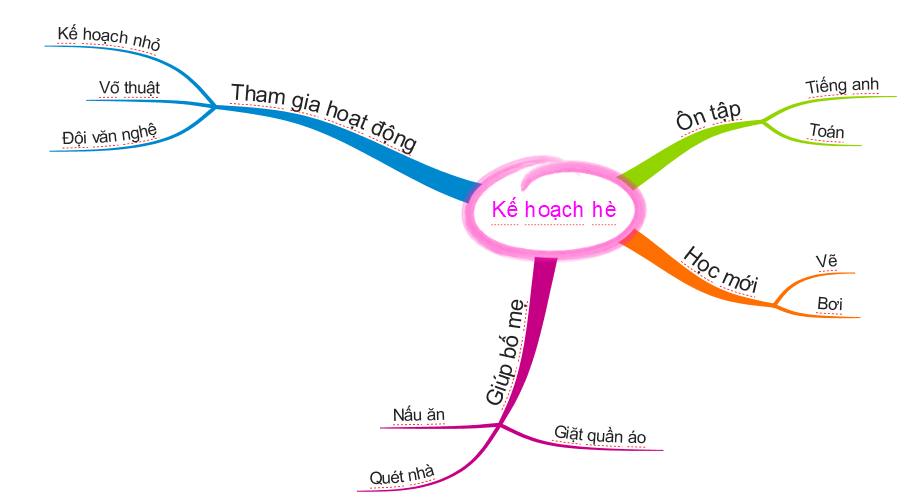 Kế hoạch hè
Ôn tập
Tiếng anh
Toán
Học mới
Vẽ
Bơi
Giúp bố mẹ
Giặt quần áo
Nấu ăn
Quét nhà
Tham gia hoạt động
Kế hoạch nhỏ
Võ thuật
Đội văn nghệ